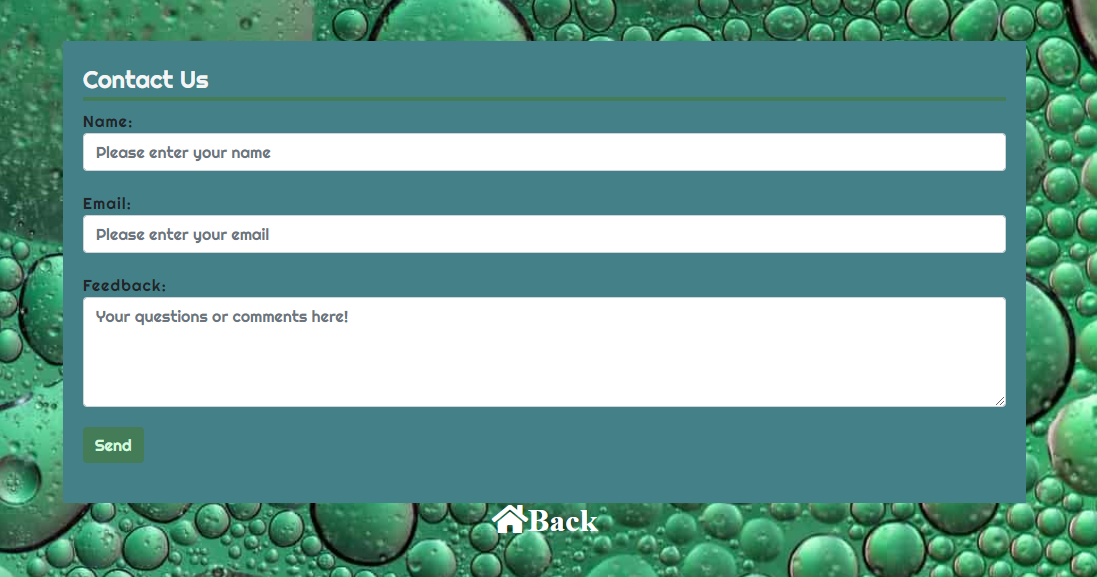 Contact Us
Name:
Please enter your name
Email:
Please enter your email
Feedback:
Your questions or comments here!
Send
Back